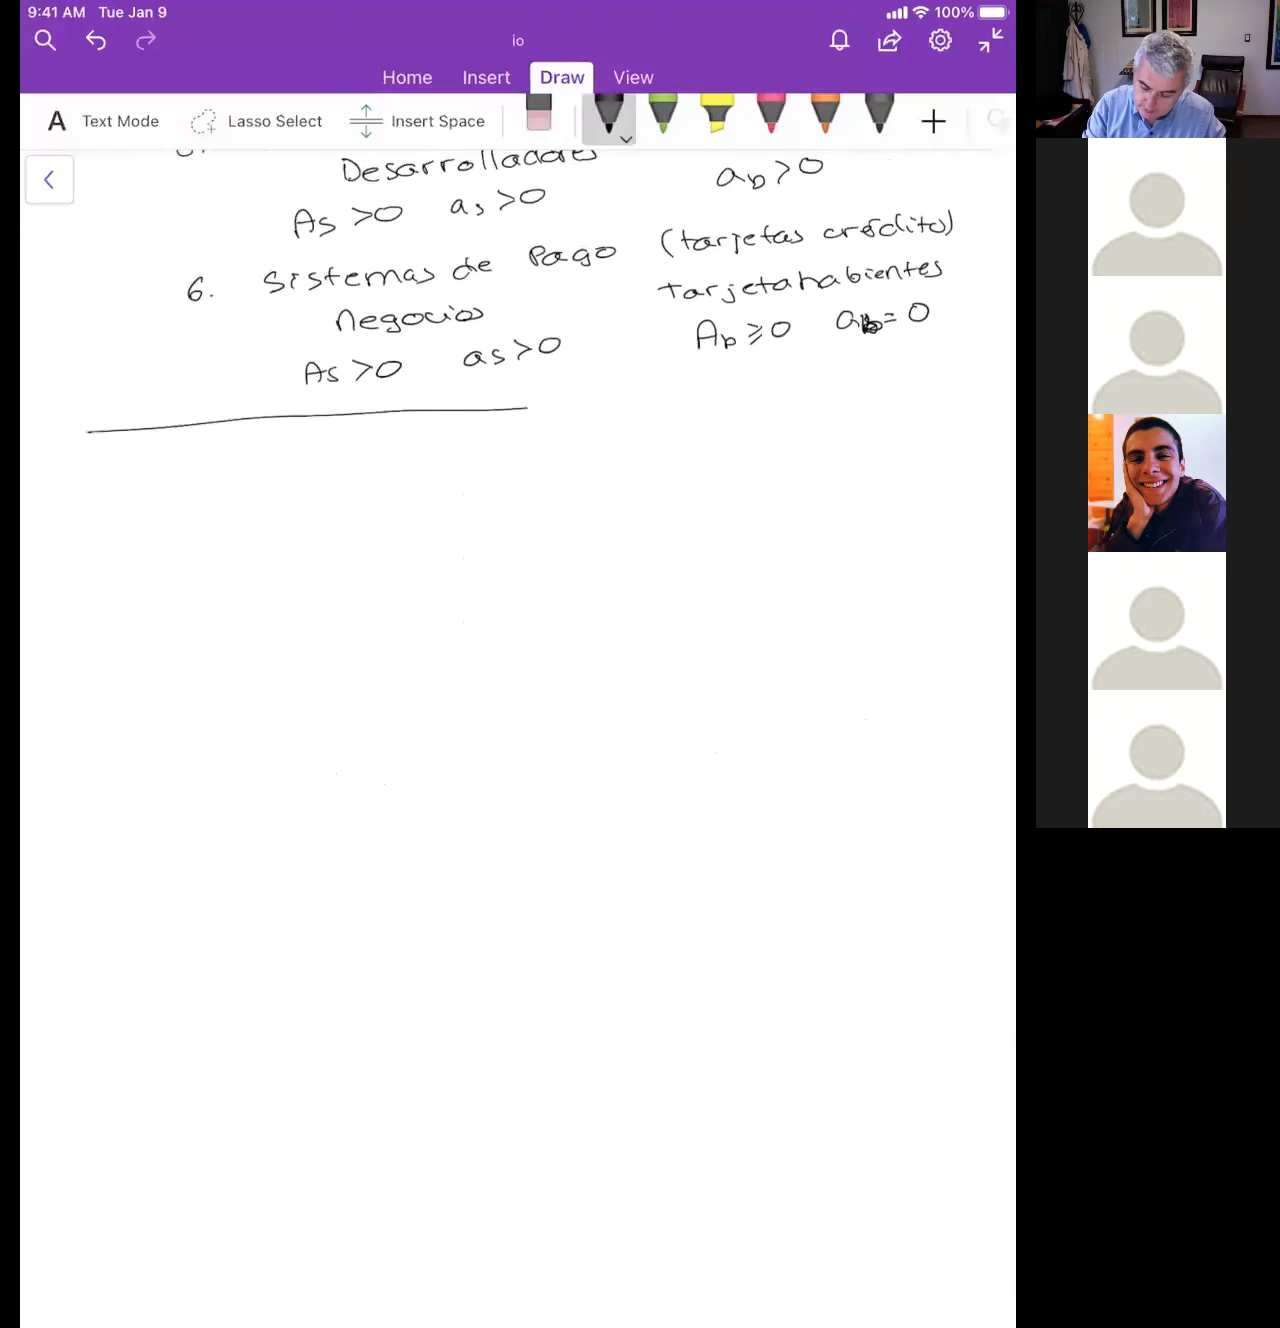 9:41 AM Tue Jan 9
100%
io
Home Insert Draw View
A Text Mode Lasso Select Insert Space
Desarrolladores
ab>0
As >0 as >0
6. Sistemas de Pago (tarjetas crédito)
negocios tarjetahabientes
As >0 as >0 Ab ≥0 ab= 0